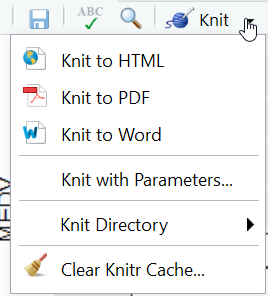 ABC
Knit
Knit to HTML
Knit to PDF
Knit to Word
Knit with Parameters...
Knit Directory
Clear Knitr Cache...